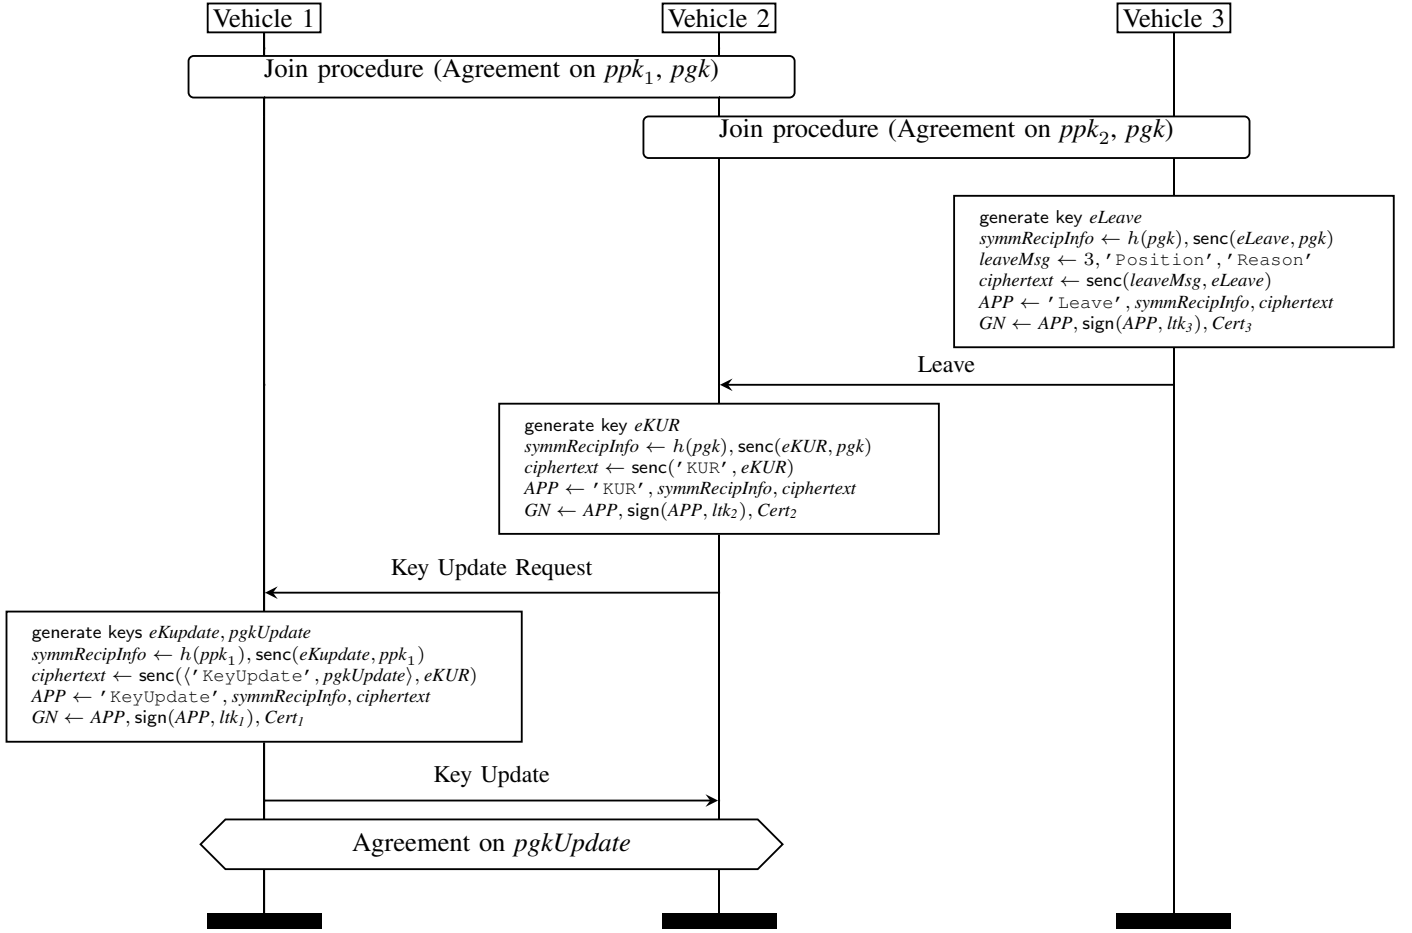 Vehicle 1
Vehicle 2
Vehicle 3
Join procedure (Agreement on ppk₁, pgk)
Join procedure (Agreement on ppk₂, pgk)
generate key eLeave
symmRecipInfo ← h(pgk), senc(eLeave, pgk)
leaveMsg ← 3, 'Position', 'Reason'
ciphertext ← senc(leaveMsg, eLeave)
APP ← 'Leave', symmRecipInfo, ciphertext
GN ← APP, sign(APP, ltk₃), Cert₃
Leave
generate key eKUR
symmRecipInfo ← h(pgk), senc(eKUR, pgk)
ciphertext ← senc('KUR', eKUR)
APP ← 'KUR', symmRecipInfo, ciphertext
GN ← APP, sign(APP, ltk₂), Cert₂
Key Update Request
generate keys eKupdate, pgkUpdate
symmRecipInfo ← h(ppk₁), senc(eKupdate, ppk₁)
ciphertext ← senc(⟨'KeyUpdate', pgkUpdate⟩, eKUR)
APP ← 'KeyUpdate', symmRecipInfo, ciphertext
GN ← APP, sign(APP, ltk₁), Cert₁
Key Update
Agreement on pgkUpdate